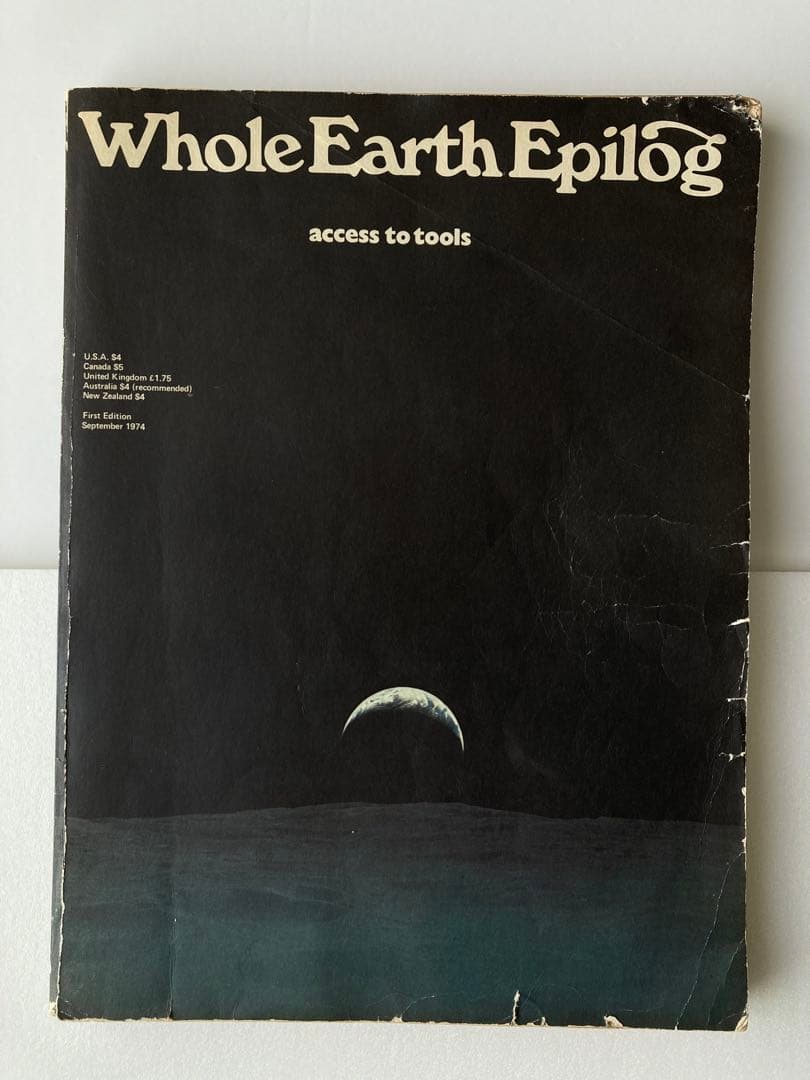 Whole Earth Epilog
access to tools
U.S.A. $4
Canada $5
United Kingdom £1.75
Australia $4 (recommended)
New Zealand $4
First Edition
September 1974